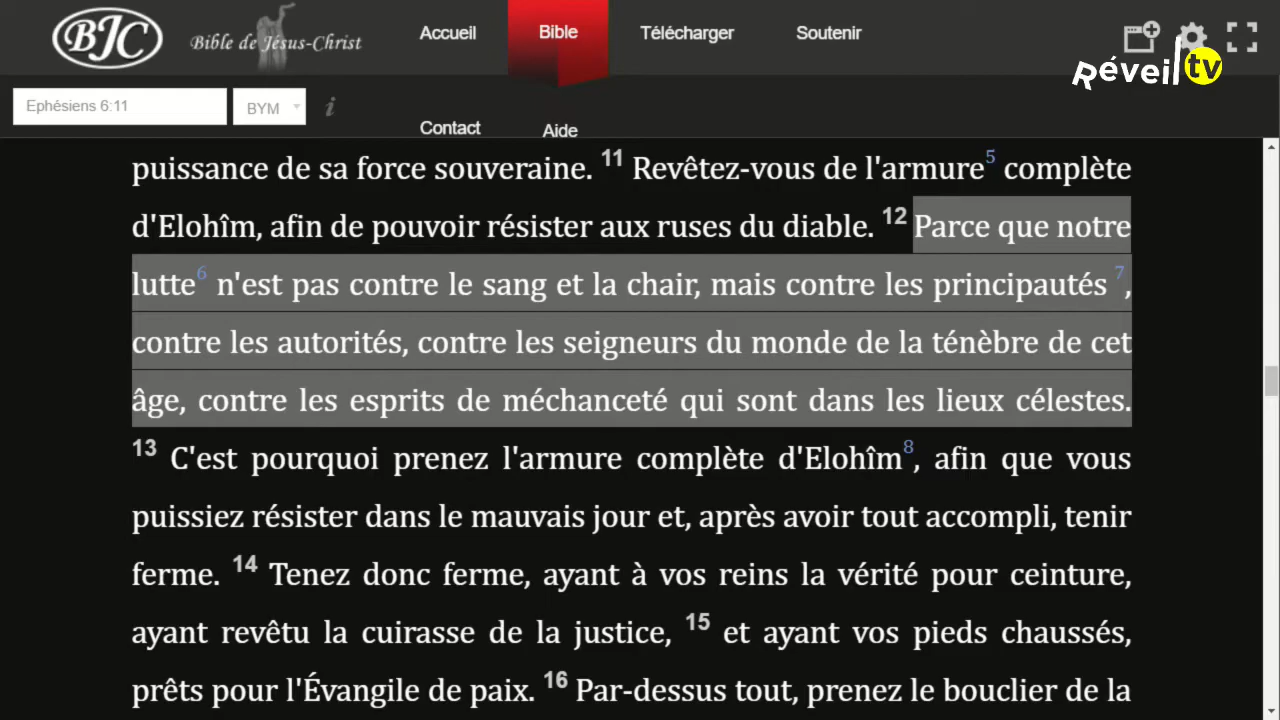 BJC Bible de Jésus-Christ
Accueil Bible Télécharger Soutenir
Réveil tv
Ephésiens 6:11 BYM i
Contact Aide
puissance de sa force souveraine. 11 Revêtez-vous de l'armure5 complète
d'Elohîm, afin de pouvoir résister aux ruses du diable. 12 Parce que notre
lutte6 n'est pas contre le sang et la chair, mais contre les principautés 7,
contre les autorités, contre les seigneurs du monde de la ténèbre de cet
âge, contre les esprits de méchanceté qui sont dans les lieux célestes.
13 C'est pourquoi prenez l'armure complète d'Elohîm8, afin que vous
puissiez résister dans le mauvais jour et, après avoir tout accompli, tenir
ferme. 14 Tenez donc ferme, ayant à vos reins la vérité pour ceinture,
ayant revêtu la cuirasse de la justice, 15 et ayant vos pieds chaussés,
prêts pour l'Évangile de paix. 16 Par-dessus tout, prenez le bouclier de la